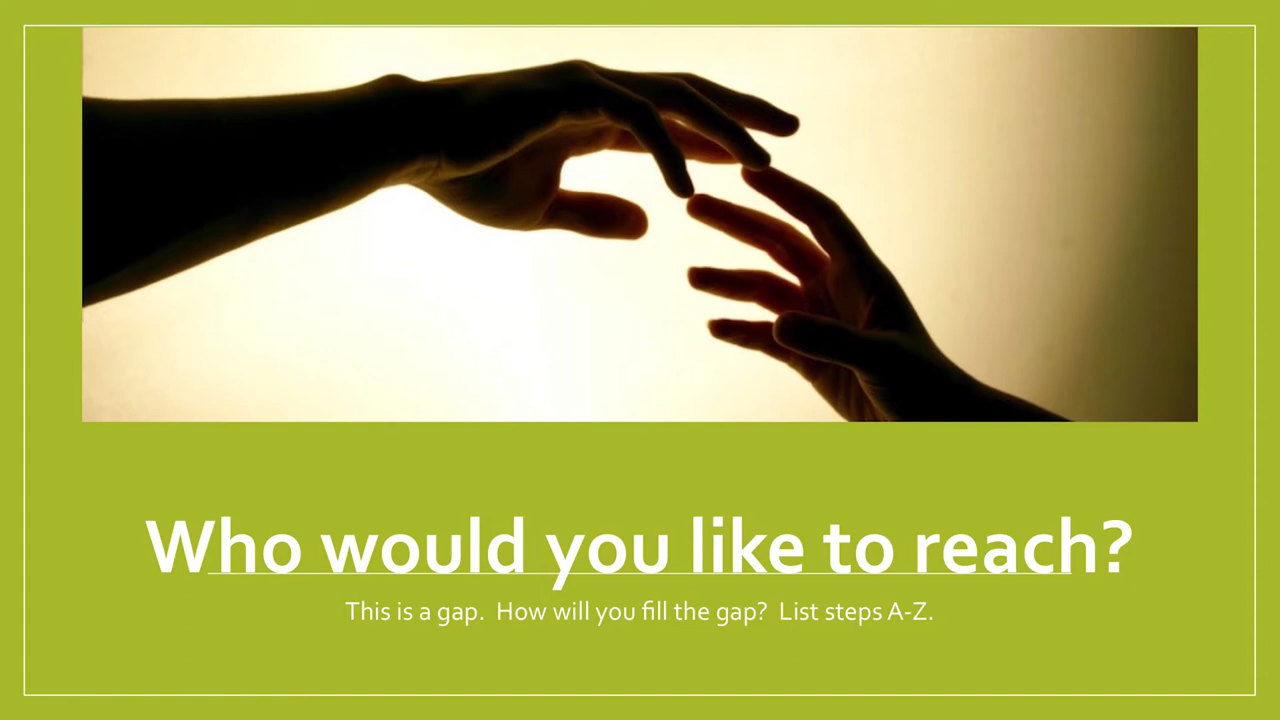 Who would you like to reach?
This is a gap.  How will you fill the gap?  List steps A-Z.